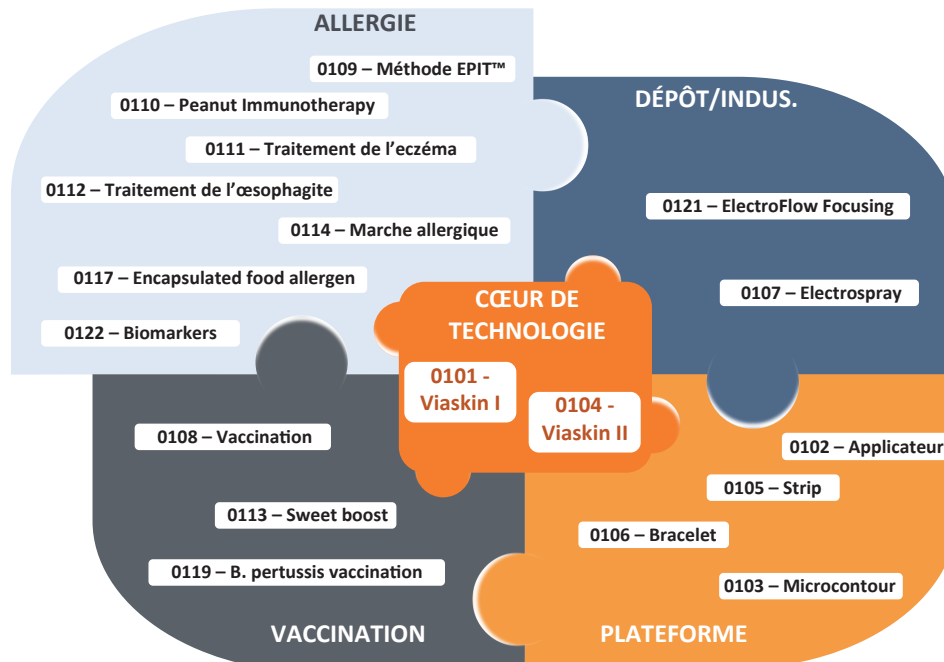 ALLERGIE
0109 – Méthode EPIT™
0110 – Peanut Immunotherapy
0111 – Traitement de l’eczéma
0112 – Traitement de l’œsophagite
0114 – Marche allergique
0117 – Encapsulated food allergen
0122 – Biomarkers
DÉPÔT/INDUS.
0121 – ElectroFlow Focusing
0107 – Electrospray
CŒUR DE
TECHNOLOGIE
0101 -
Viaskin I
0104 -
Viaskin II
0108 – Vaccination
0113 – Sweet boost
0119 – B. pertussis vaccination
VACCINATION
0102 – Applicateur
0105 – Strip
0106 – Bracelet
0103 – Microcontour
PLATEFORME